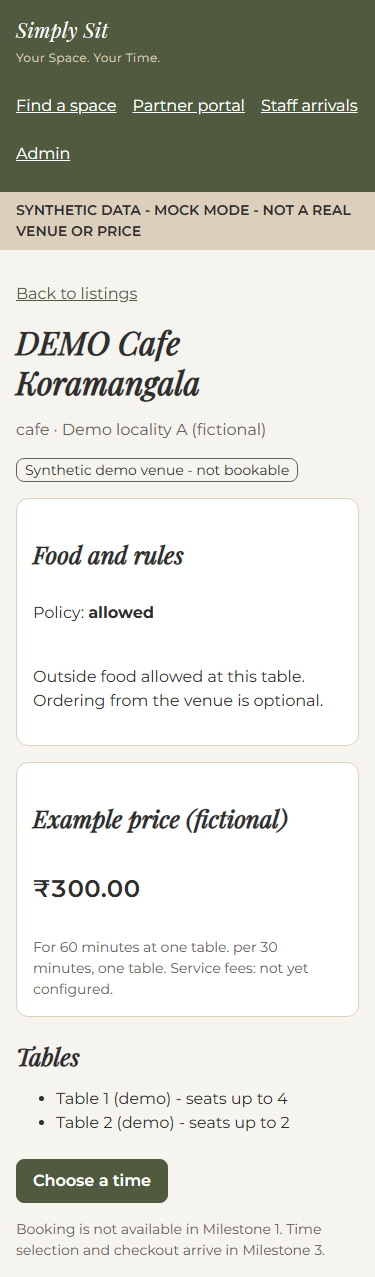 Simply Sit
Your Space. Your Time.
Find a space Partner portal Staff arrivals
Admin
SYNTHETIC DATA - MOCK MODE - NOT A REAL
VENUE OR PRICE
Back to listings
DEMO Cafe
Koramangala
cafe · Demo locality A (fictional)
Synthetic demo venue - not bookable
Food and rules
Policy: allowed
Outside food allowed at this table.
Ordering from the venue is optional.
Example price (fictional)
₹300.00
For 60 minutes at one table. per 30
minutes, one table. Service fees: not yet
configured.
Tables
• Table 1 (demo) - seats up to 4
• Table 2 (demo) - seats up to 2
Choose a time
Booking is not available in Milestone 1. Time
selection and checkout arrive in Milestone 3.